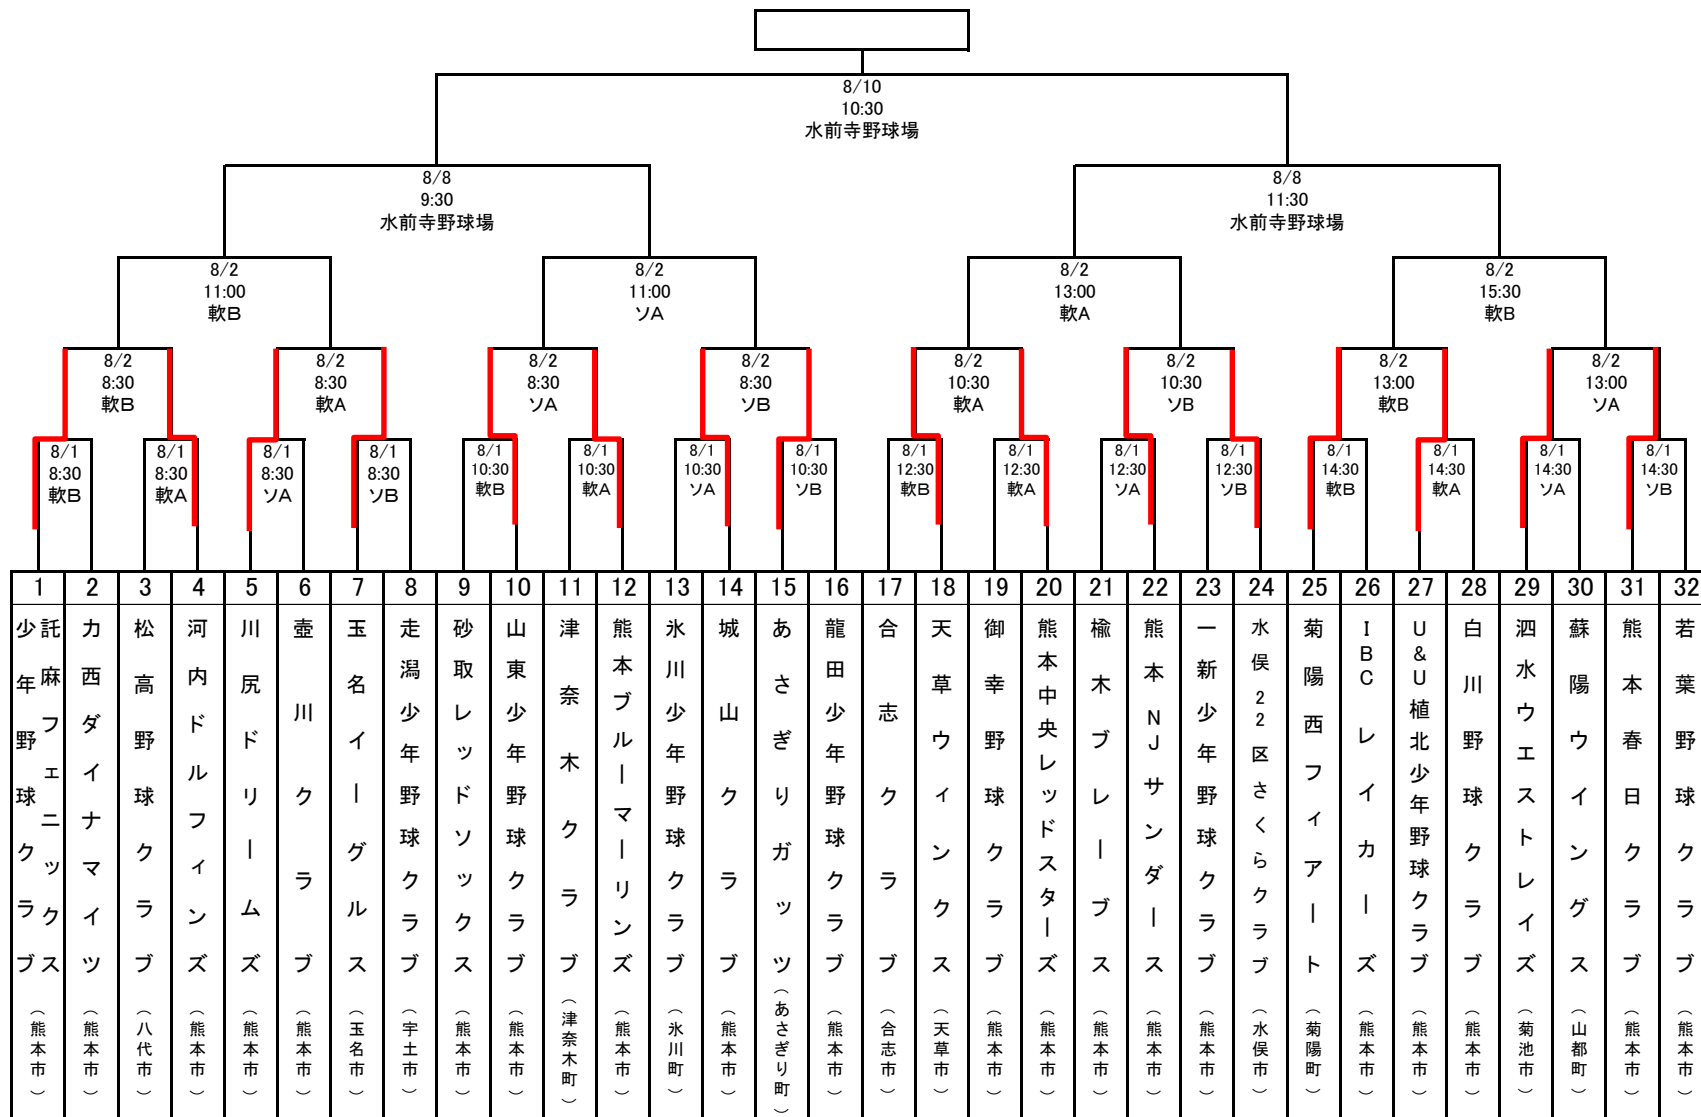 8/10
10:30
水前寺野球場
8/8
9:30
水前寺野球場
8/8
11:30
水前寺野球場
8/2
11:00
軟B
8/2
11:00
ソA
8/2
13:00
軟A
8/2
15:30
軟B
8/2
8:30
軟B
8/2
8:30
軟A
8/2
8:30
ソA
8/2
8:30
ソB
8/2
10:30
軟A
8/2
10:30
ソB
8/2
13:00
軟B
8/2
13:00
ソA
8/1
8:30
軟B
8/1
8:30
軟A
8/1
8:30
ソA
8/1
8:30
ソB
8/1
10:30
軟B
8/1
10:30
軟A
8/1
10:30
ソA
8/1
10:30
ソB
8/1
12:30
軟B
8/1
12:30
軟A
8/1
12:30
ソA
8/1
12:30
ソB
8/1
14:30
軟B
8/1
14:30
軟A
8/1
14:30
ソA
8/1
14:30
ソB
1
託麻フェニックス
少年野球クラブ
(熊本市)
2
力西ダイナマイツ
(熊本市)
3
松高野球クラブ
(八代市)
4
河内ドルフィンズ
(熊本市)
5
川尻ドリームズ
(熊本市)
6
壺川クラブ
(熊本市)
7
玉名イーグルス
(玉名市)
8
走潟少年野球クラブ
(宇土市)
9
砂取レッドソックス
(熊本市)
10
山東少年野球クラブ
(熊本市)
11
津奈木クラブ
(津奈木町)
12
熊本ブルーマーリンズ
(熊本市)
13
氷川少年野球クラブ
(氷川町)
14
城山クラブ
(熊本市)
15
あさぎりガッツ
(あさぎり町)
16
龍田少年野球クラブ
(熊本市)
17
合志クラブ
(合志市)
18
天草ウィンクス
(天草市)
19
御幸野球クラブ
(熊本市)
20
熊本中央レッドスターズ
(熊本市)
21
楡木ブレーブス
(熊本市)
22
熊本NJサンダース
(熊本市)
23
一新少年野球クラブ
(熊本市)
24
水俣22区さくらクラブ
(水俣市)
25
菊陽西フィアート
(菊陽町)
26
IBCレイカーズ
(熊本市)
27
U&U植北少年野球クラブ
(熊本市)
28
白川野球クラブ
(熊本市)
29
泗水ウエストレイズ
(菊池市)
30
蘇陽ウイングス
(山都町)
31
熊本春日クラブ
(熊本市)
32
若葉野球クラブ
(熊本市)